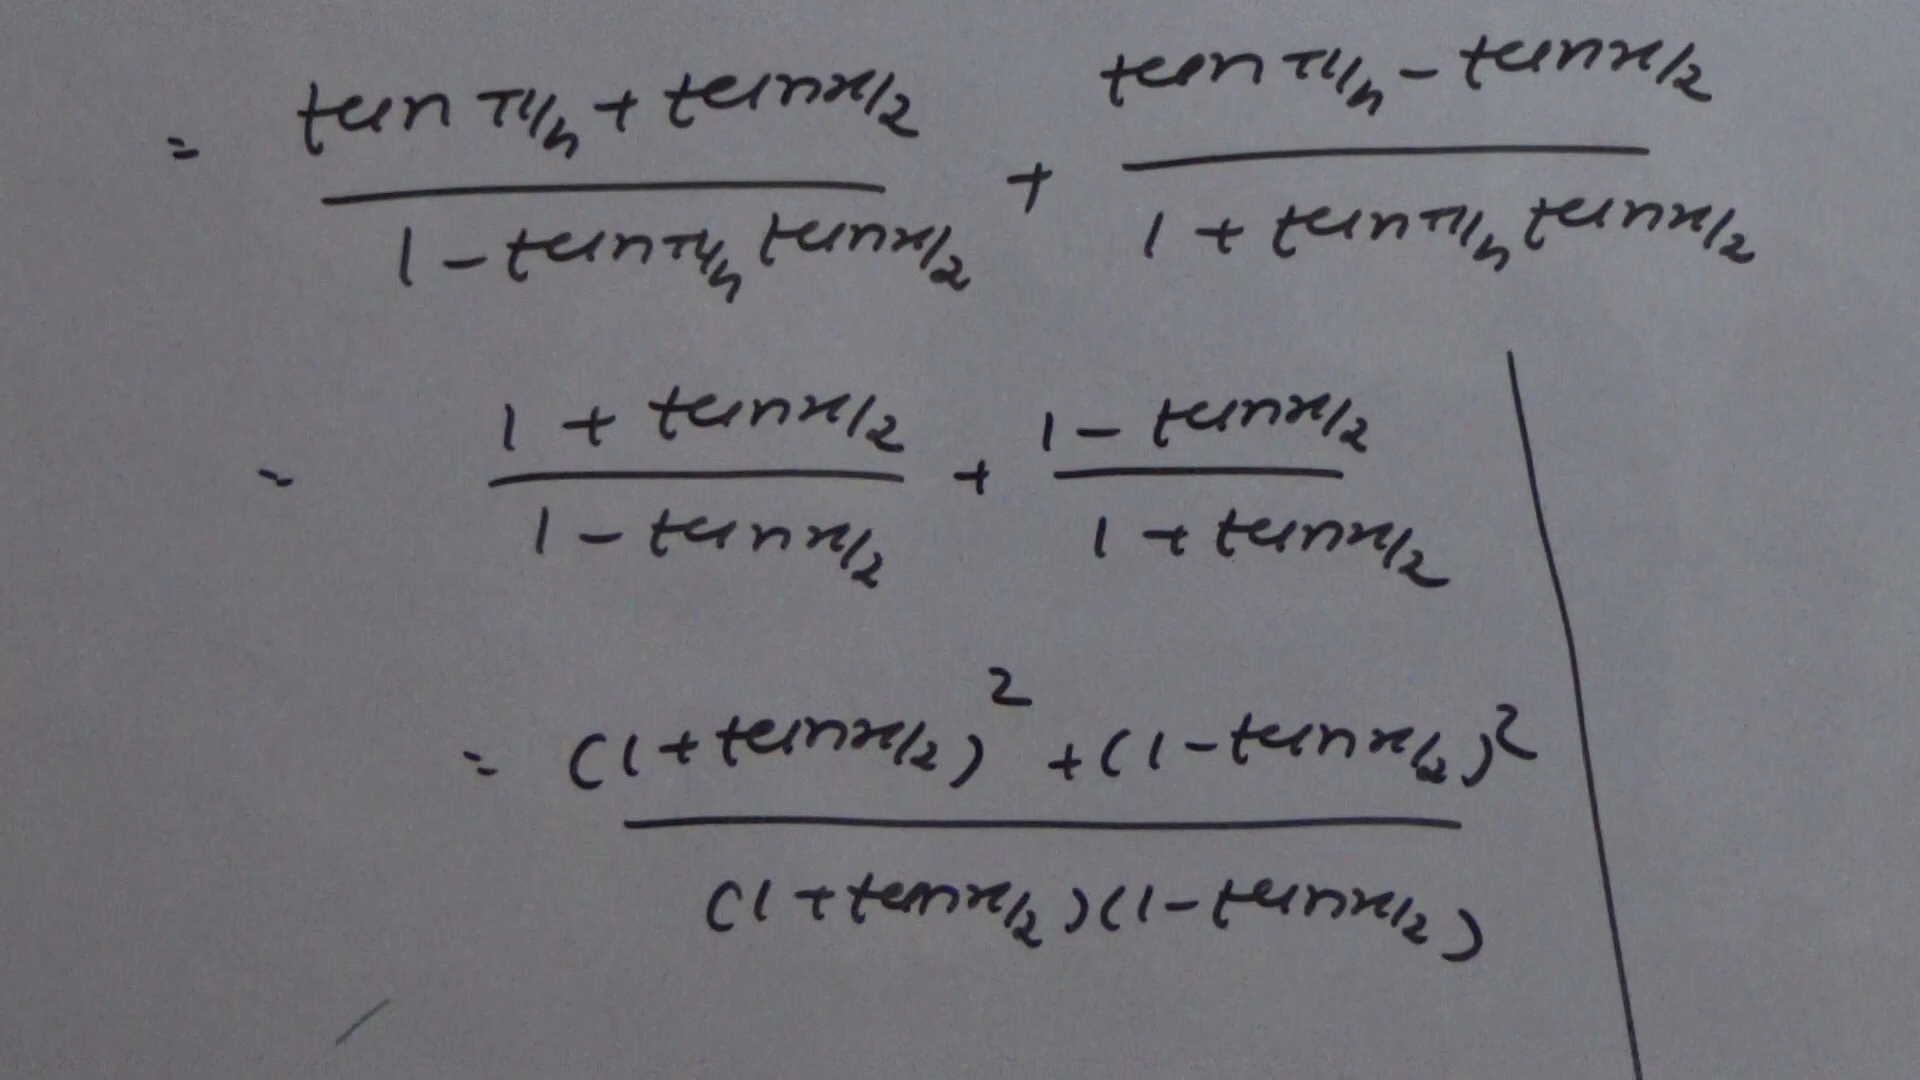 = tan π/4 + tan x/2 / 1 - tan π/4 tan x/2 + tan π/4 - tan x/2 / 1 + tan π/4 tan x/2
= 1 + tan x/2 / 1 - tan x/2 + 1 - tan x/2 / 1 + tan x/2
= (1 + tan x/2)² + (1 - tan x/2)² / (1 + tan x/2)(1 - tan x/2)